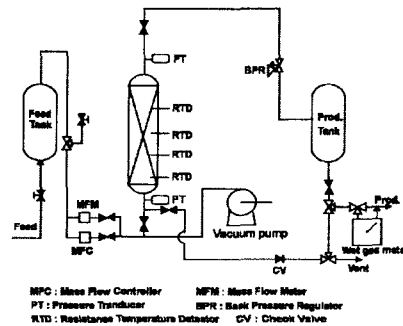 PT
BPR
Feed
Tank
RTD
RTD
RTD
RTD
Prod.
Tank
PT
MFM
Prod.
Feed
MFC
Vacuum pump
Wet gas meter
CV
Vent
MFC : Mass Flow Controller MFM : Mass Flow Meter
PT : Pressure Tranducer BPR : Back Pressure Regulator
RTD : Resistance Temperature Detector CV : Check Valve